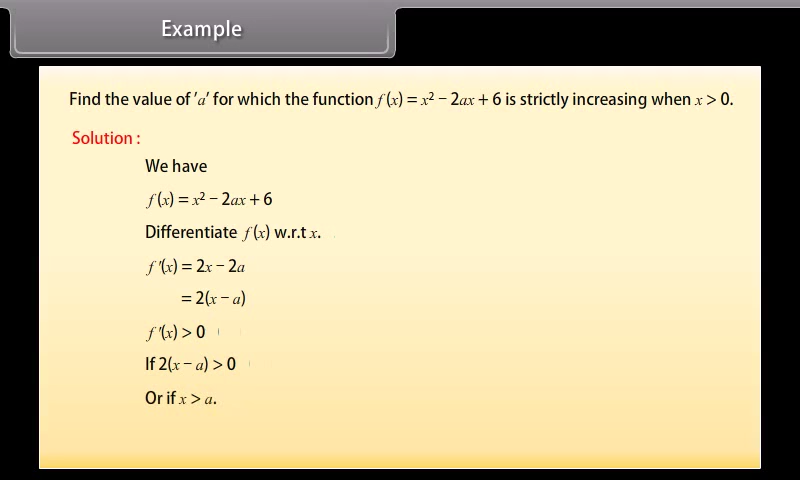 Example
Find the value of 'a' for which the function f (x) = x² − 2ax + 6 is strictly increasing when x > 0.
Solution :
We have
f (x) = x² − 2ax + 6
Differentiate f (x) w.r.t x.
f '(x) = 2x − 2a
= 2(x − a)
f '(x) > 0
If 2(x − a) > 0
Or if x > a.